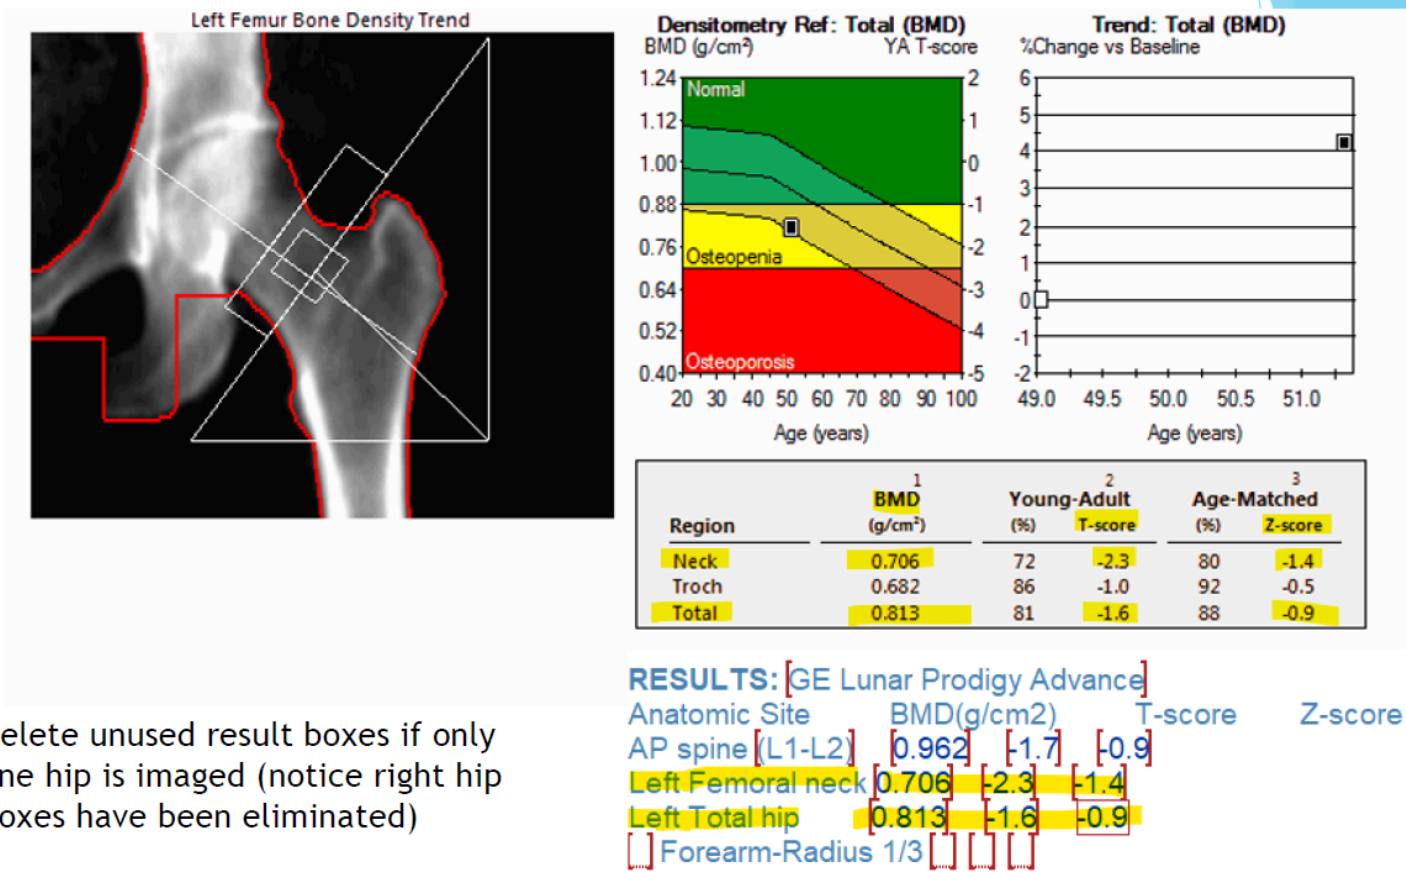 Left Femur Bone Density Trend
Densitometry Ref: Total (BMD)
BMD (g/cm²) YA T-score
1.24 2
Normal
1.12 1
1.00 0
0.88 -1
0.76 -2
Osteopenia
0.64 -3
0.52 -4
Osteoporosis
0.40 -5
20 30 40 50 60 70 80 90 100
Age (years)
Trend: Total (BMD)
%Change vs Baseline
6
5
4
3
2
1
0
-1
-2
49.0 49.5 50.0 50.5 51.0
Age (years)
1 2 3
BMD Young-Adult Age-Matched
Region (g/cm²) (%) T-score (%) Z-score
Neck 0.706 72 -2.3 80 -1.4
Troch 0.682 86 -1.0 92 -0.5
Total 0.813 81 -1.6 88 -0.9
RESULTS: [GE Lunar Prodigy Advance]
Anatomic Site BMD(g/cm2) T-score Z-score
AP spine [(L1-L2)] [0.962] [-1.7] [-0.9]
Left Femoral neck [0.706] [-2.3] [-1.4]
Left Total hip [0.813] [-1.6] [-0.9]
[...] Forearm-Radius 1/3 [...] [...] [...]
elete unused result boxes if only
ne hip is imaged (notice right hip
oxes have been eliminated)